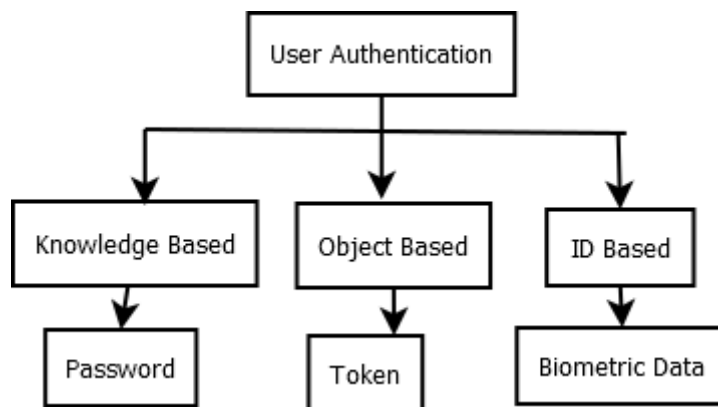 User Authentication
Knowledge Based
Object Based
ID Based
Password
Token
Biometric Data